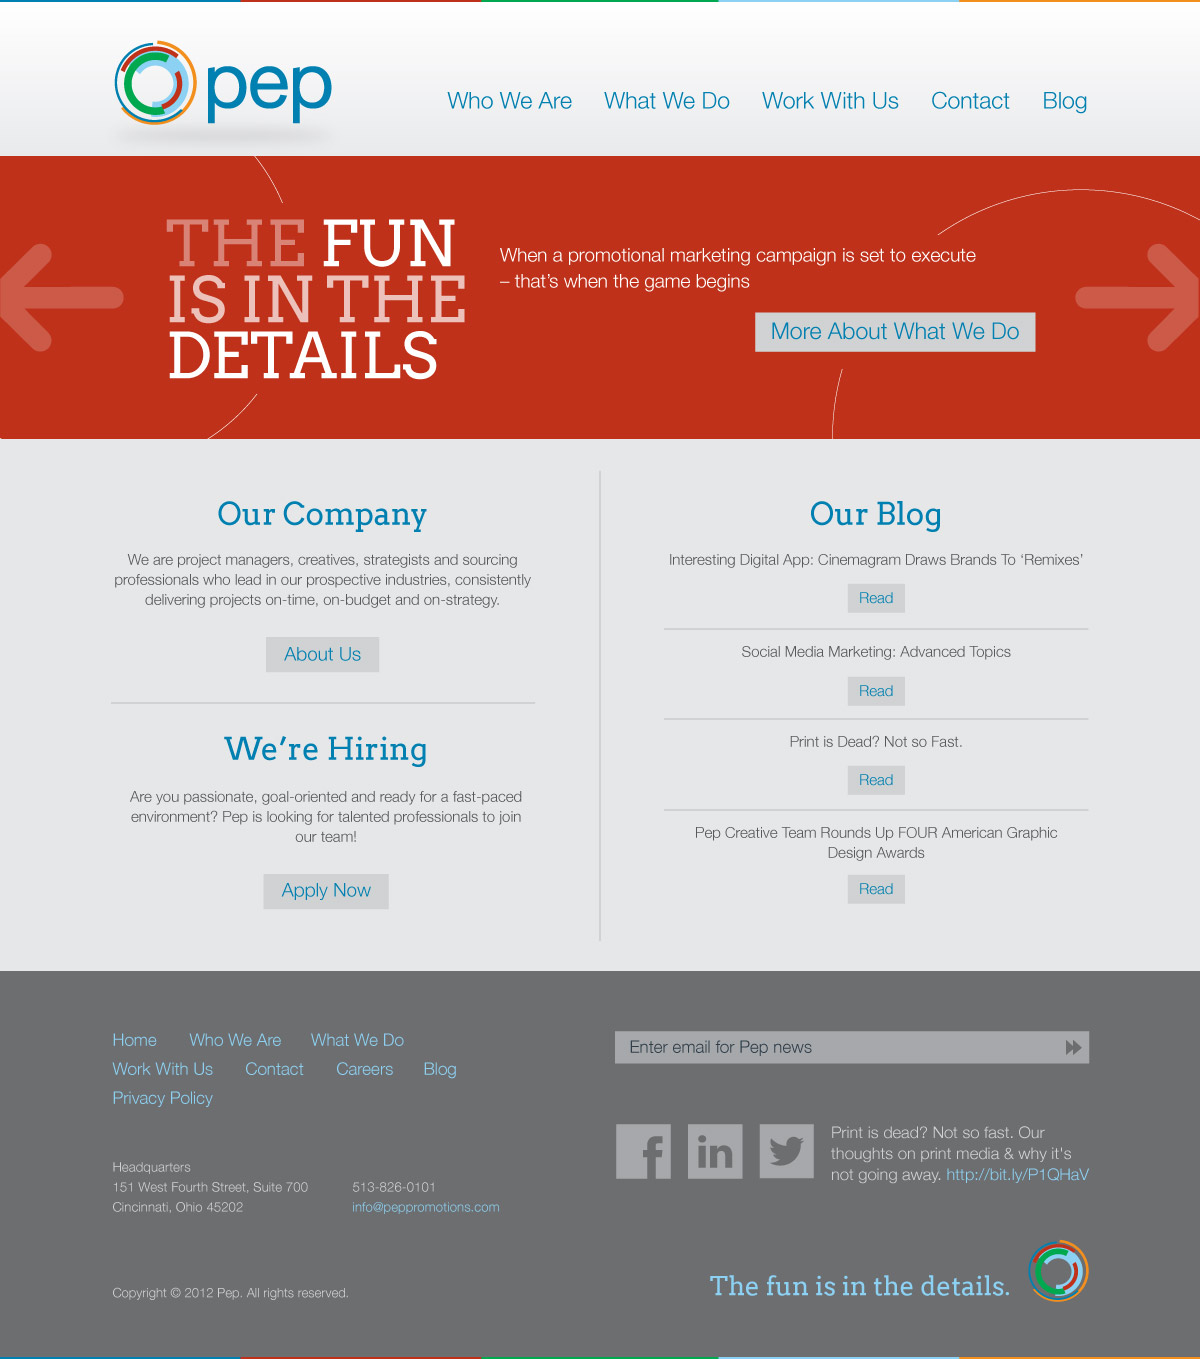 pep
Who We Are What We Do Work With Us Contact Blog
THE FUN
IS IN THE
DETAILS
When a promotional marketing campaign is set to execute
– that’s when the game begins
More About What We Do
Our Company
We are project managers, creatives, strategists and sourcing
professionals who lead in our prospective industries, consistently
delivering projects on-time, on-budget and on-strategy.
About Us
We’re Hiring
Are you passionate, goal-oriented and ready for a fast-paced
environment? Pep is looking for talented professionals to join
our team!
Apply Now
Our Blog
Interesting Digital App: Cinemagram Draws Brands To ‘Remixes’
Read
Social Media Marketing: Advanced Topics
Read
Print is Dead? Not so Fast.
Read
Pep Creative Team Rounds Up FOUR American Graphic
Design Awards
Read
Home Who We Are What We Do
Work With Us Contact Careers Blog
Privacy Policy
Headquarters
151 West Fourth Street, Suite 700 513-826-0101
Cincinnati, Ohio 45202 info@peppromotions.com
Copyright © 2012 Pep. All rights reserved.
Enter email for Pep news
f in
Print is dead? Not so fast. Our
thoughts on print media & why it's
not going away. http://bit.ly/P1QHaV
The fun is in the details.